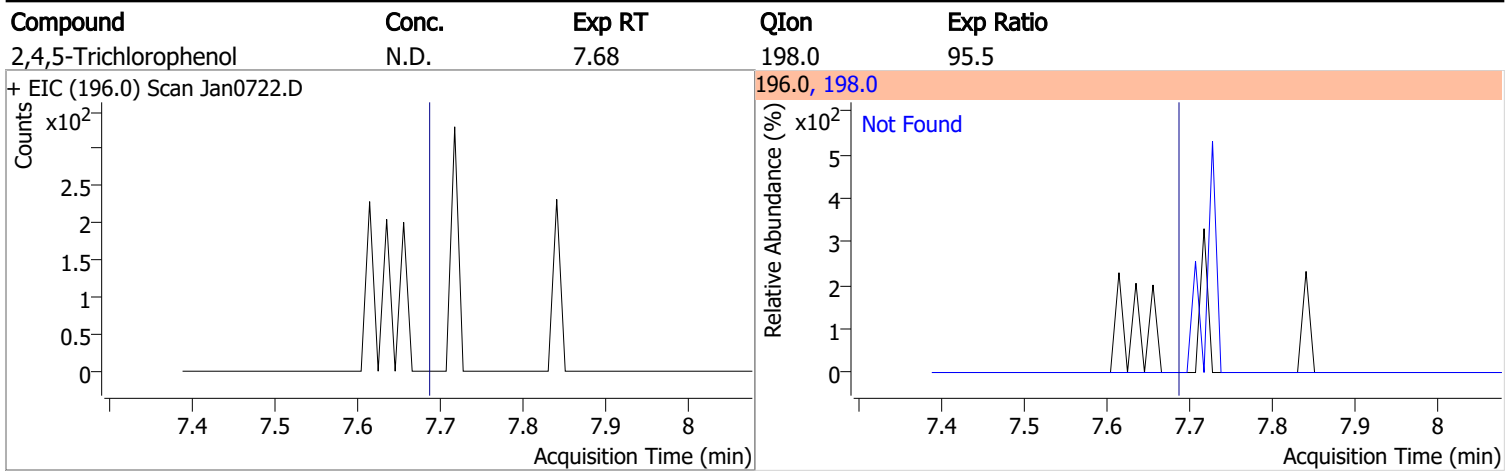 Compound Conc. Exp RT QIon Exp Ratio
2,4,5-Trichlorophenol N.D. 7.68 198.0 95.5
+ EIC (196.0) Scan Jan0722.D
Counts
x10²
2.5
2
1.5
1
0.5
0
7.4 7.5 7.6 7.7 7.8 7.9 8
Acquisition Time (min)
196.0, 198.0
Relative Abundance (%)
x10²
Not Found
5
4
3
2
1
0
7.4 7.5 7.6 7.7 7.8 7.9 8
Acquisition Time (min)